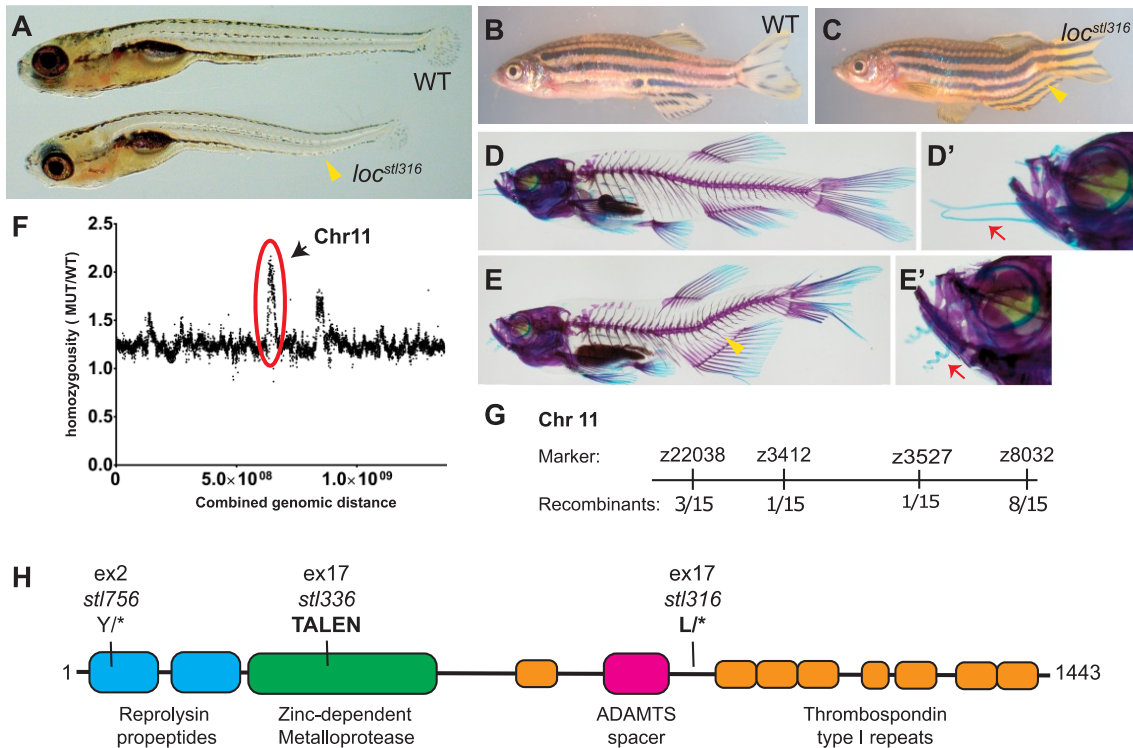 A
WT
loc^stl316
B
WT
C
loc^stl316
D
D'
E
E'
F
homozygousity ( MUT/WT)
2.5
2.0
1.5
1.0
0.5
0.0
Chr11
0
5.0×10^08
1.0×10^09
Combined genomic distance
G
Chr 11
Marker: z22038 z3412 z3527 z8032
Recombinants: 3/15 1/15 1/15 8/15
H
ex2 ex17 ex17
stl756 stl336 stl316
Y/* TALEN L/*
1 1443
Reprolysin Zinc-dependent ADAMTS Thrombospondin
propeptides Metalloprotease spacer type I repeats